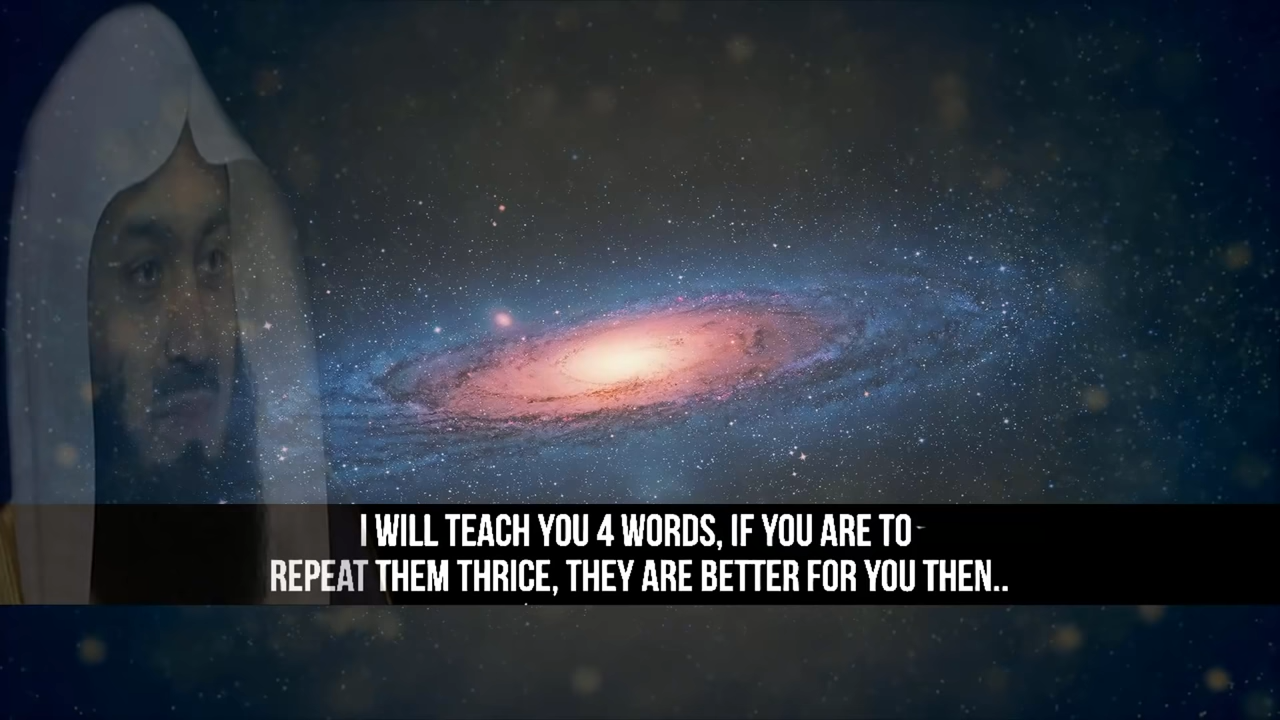 I WILL TEACH YOU 4 WORDS, IF YOU ARE TO
REPEAT THEM THRICE, THEY ARE BETTER FOR YOU THEN..